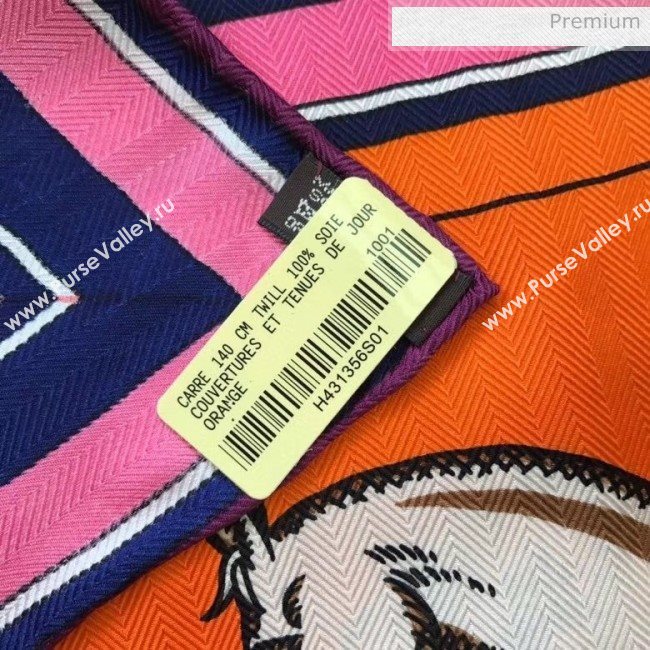 Premium
CARRE 140 CM TWILL 100% SOIE
COUVERTURES ET TENUES DE JOUR
ORANGE
1001
H431356S01
www.PurseValley.ru
www.PurseValley.ru